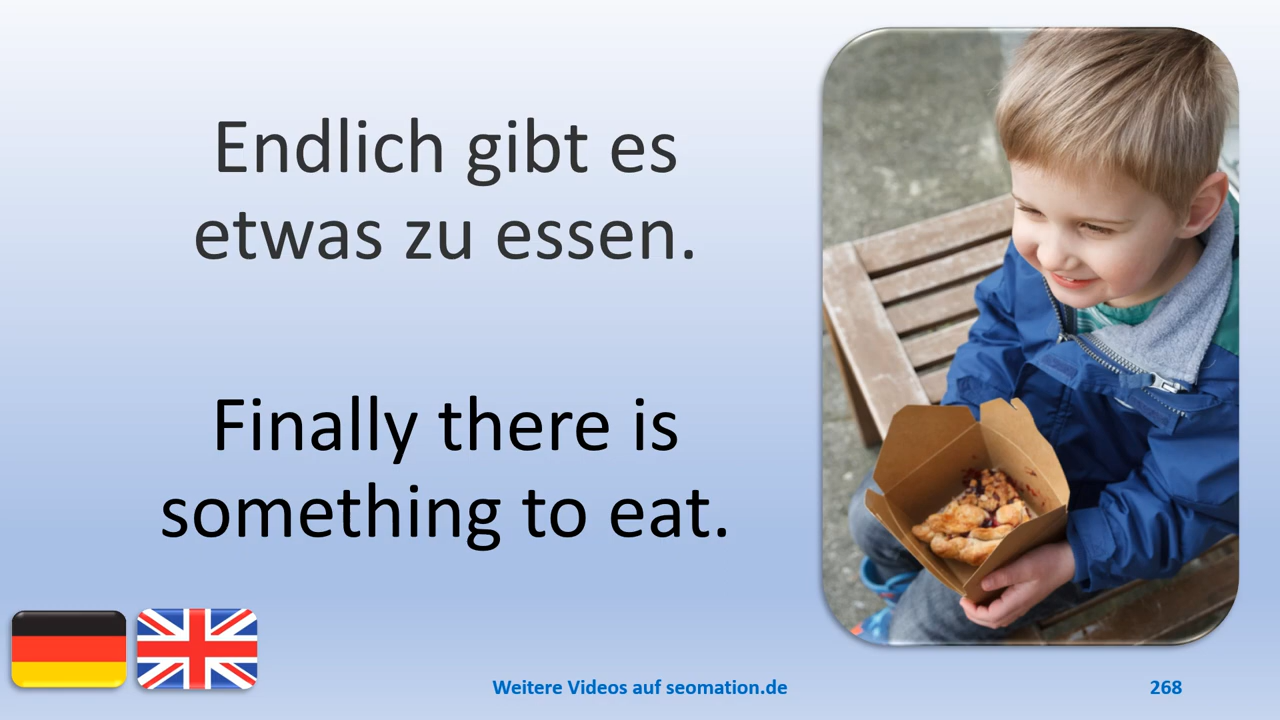 Endlich gibt es
etwas zu essen.
Finally there is
something to eat.
Weitere Videos auf seomation.de
268